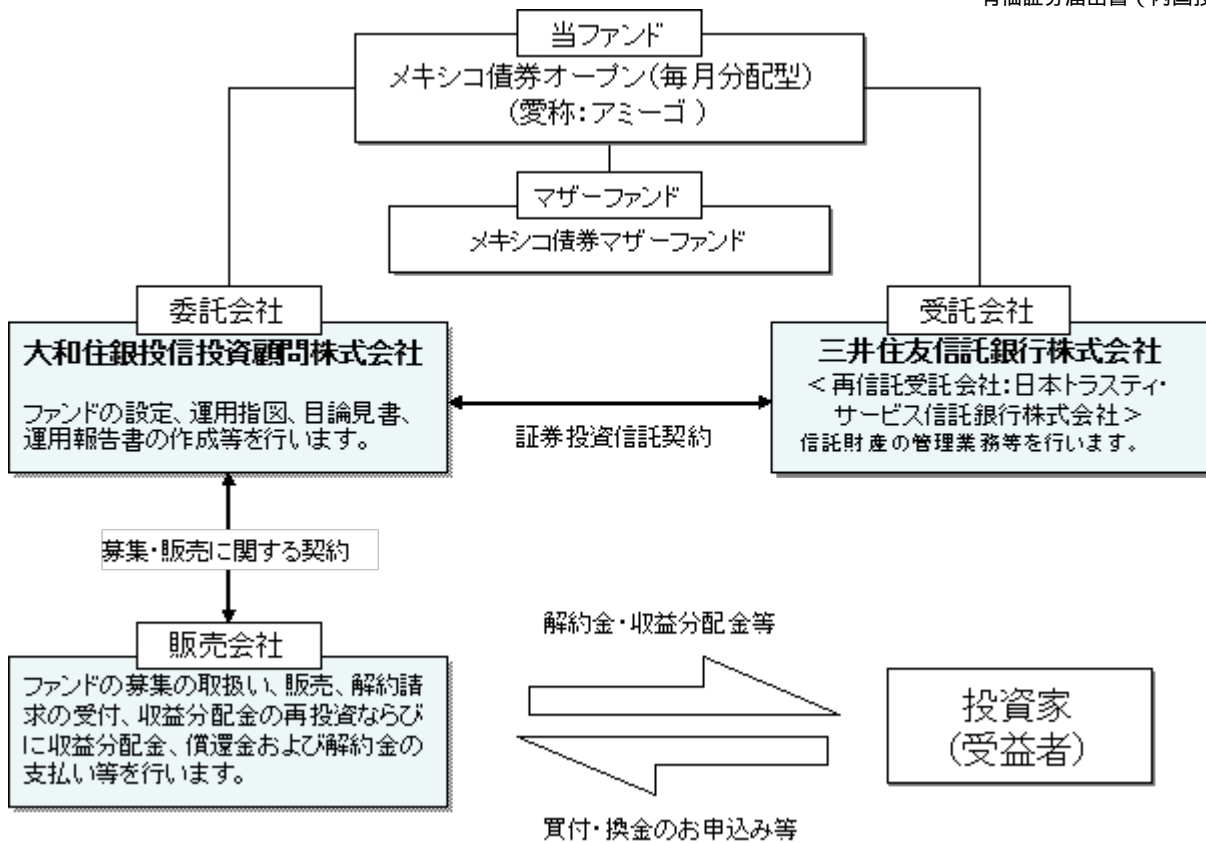 有価証券届出書(内国投
当ファンド
メキシコ債券オープン(毎月分配型)
(愛称:アミーゴ )
マザーファンド
メキシコ債券マザーファンド
委託会社
大和住銀投信投資顧問株式会社
ファンドの設定、運用指図、目論見書、
運用報告書の作成等を行います。
証券投資信託契約
受託会社
三井住友信託銀行株式会社
<再信託受託会社:日本トラスティ・
サービス信託銀行株式会社>
信託財産の管理業務等を行います。
募集・販売に関する契約
販売会社
ファンドの募集の取扱い、販売、解約請
求の受付、収益分配金の再投資ならび
に収益分配金、償還金および解約金の
支払い等を行います。
解約金・収益分配金等
買付・換金のお申込み等
投資家
(受益者)